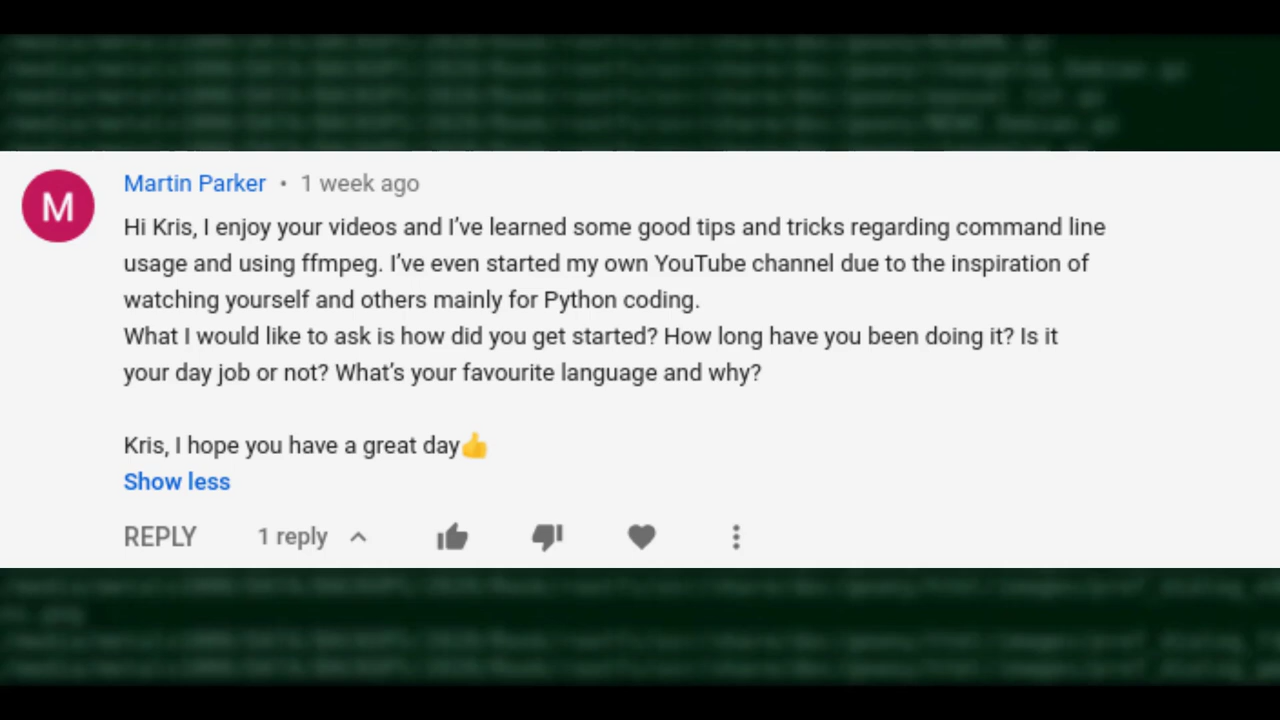 M
Martin Parker • 1 week ago
Hi Kris, I enjoy your videos and I’ve learned some good tips and tricks regarding command line
usage and using ffmpeg. I’ve even started my own YouTube channel due to the inspiration of
watching yourself and others mainly for Python coding.
What I would like to ask is how did you get started? How long have you been doing it? Is it
your day job or not? What’s your favourite language and why?
Kris, I hope you have a great day👍
Show less
REPLY 1 reply